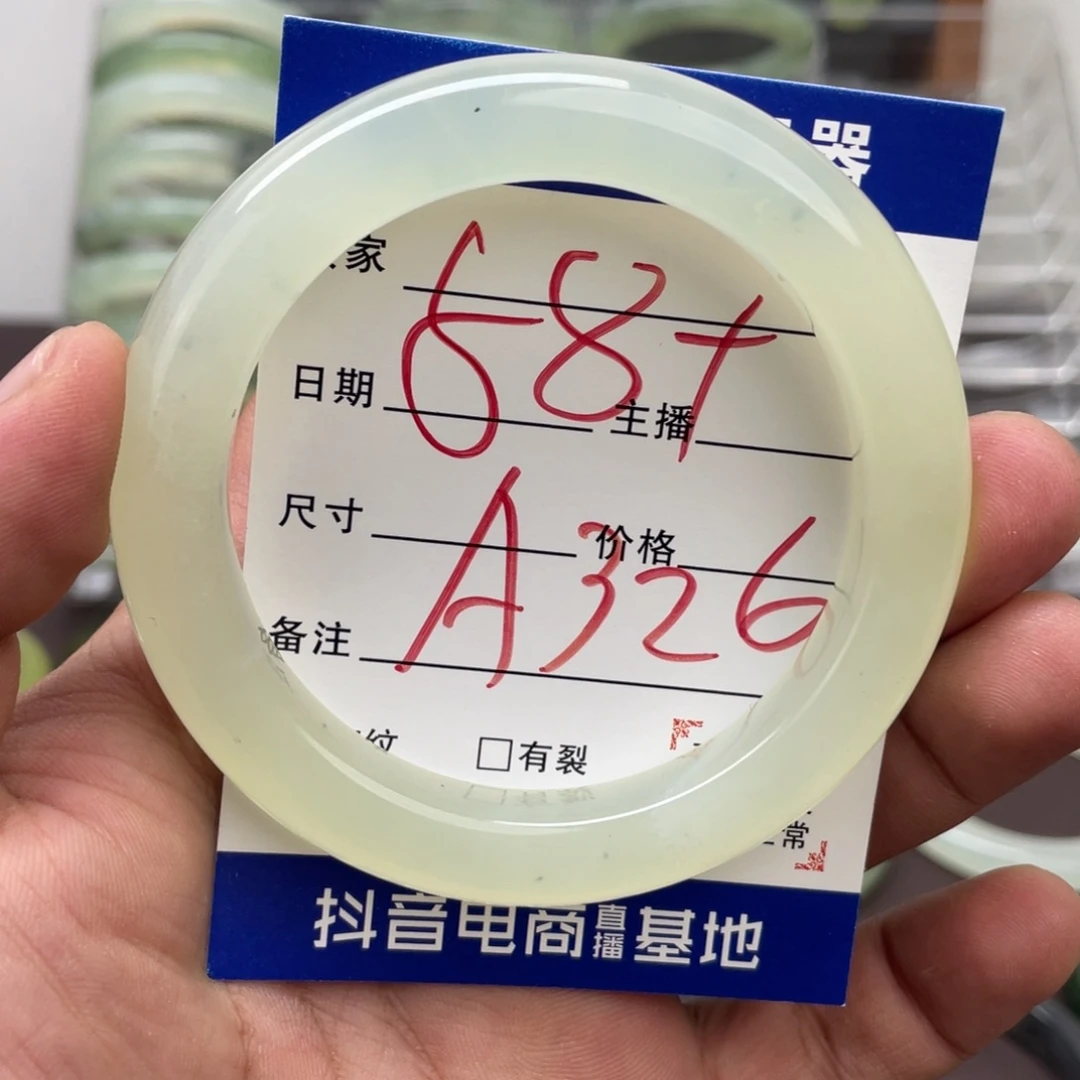 器
家
68+
日期 主播
尺寸 价格
A326
备注
纹 □有裂
常
抖音电商直播基地